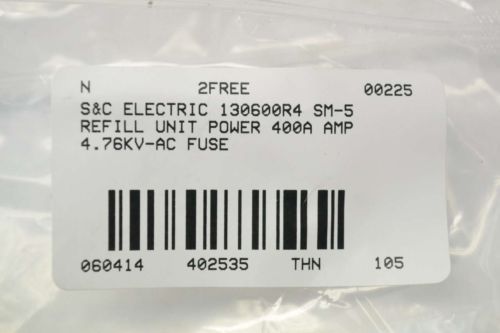 N 2FREE 00225
S&C ELECTRIC 130600R4 SM-5
REFILL UNIT POWER 400A AMP
4.76KV-AC FUSE
060414 402535 THN 105